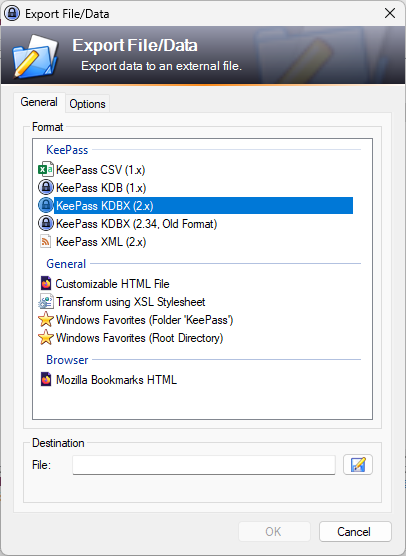 Export File/Data
Export File/Data
Export data to an external file.
General
Options
Format
KeePass
KeePass CSV (1.x)
KeePass KDB (1.x)
KeePass KDBX (2.x)
KeePass KDBX (2.34, Old Format)
KeePass XML (2.x)
General
Customizable HTML File
Transform using XSL Stylesheet
Windows Favorites (Folder 'KeePass')
Windows Favorites (Root Directory)
Browser
Mozilla Bookmarks HTML
Destination
File:
OK
Cancel